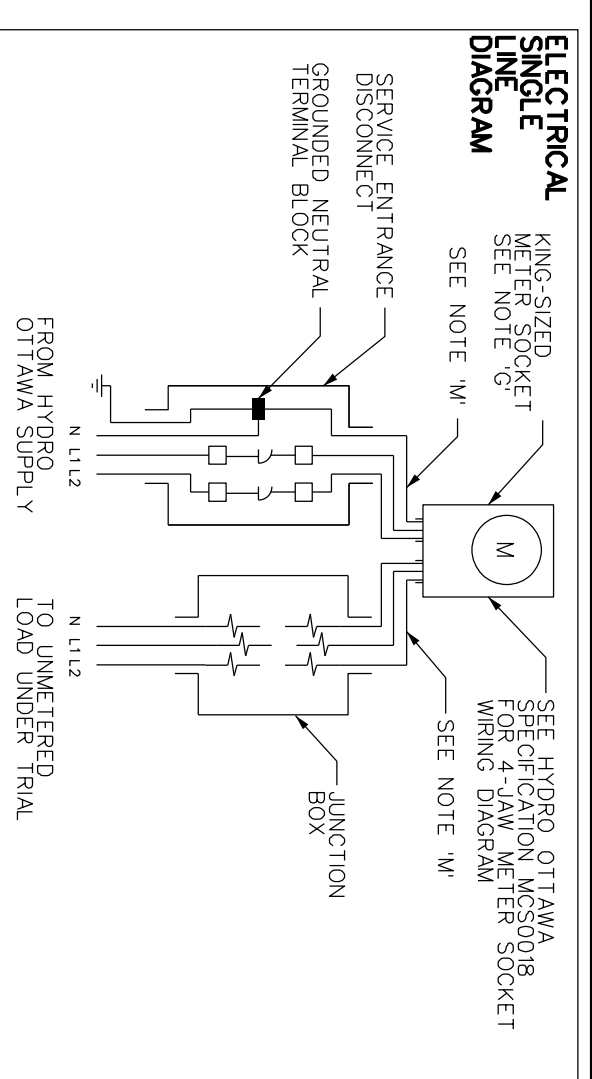 ELECTRICAL
SINGLE
LINE
DIAGRAM
KING-SIZED
METER SOCKET
SEE NOTE 'G'
SEE NOTE 'M'
SERVICE ENTRANCE
DISCONNECT
GROUNDED NEUTRAL
TERMINAL BLOCK
M
SEE HYDRO OTTAWA
SPECIFICATION MCS0018
FOR 4-JAW METER SOCKET
WIRING DIAGRAM
SEE NOTE 'M'
JUNCTION
BOX
N L1 L2
FROM HYDRO
OTTAWA SUPPLY
N L1 L2
TO UNMETERED
LOAD UNDER TRIAL